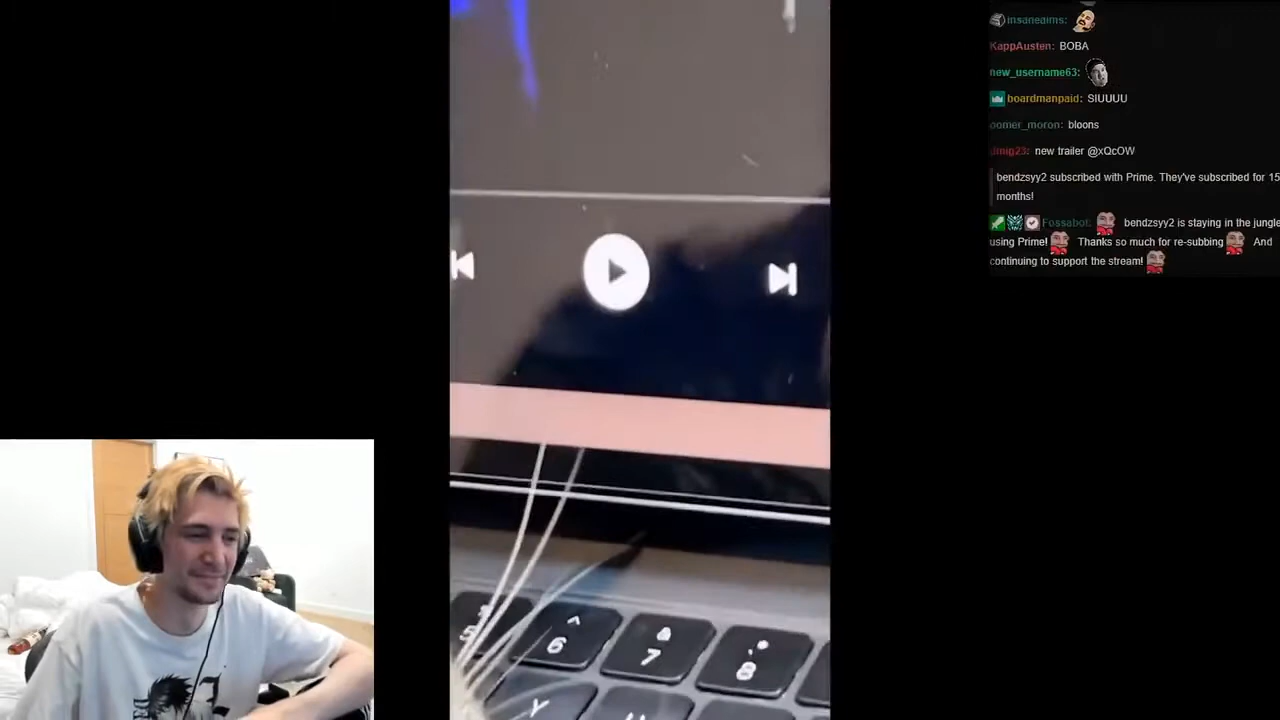 insaneaims:
KappAusten: BOBA
new_username63:
boardmanpaid: SIUUUU
oomer_moron: bloons
new trailer @xQcOW
bendzsyy2 subscribed with Prime. They've subscribed for 15
months!
Fossabot: bendzsyy2 is staying in the jungle
using Prime! Thanks so much for re-subbing And
continuing to support the stream!
^
6
&
7
*
8
Y